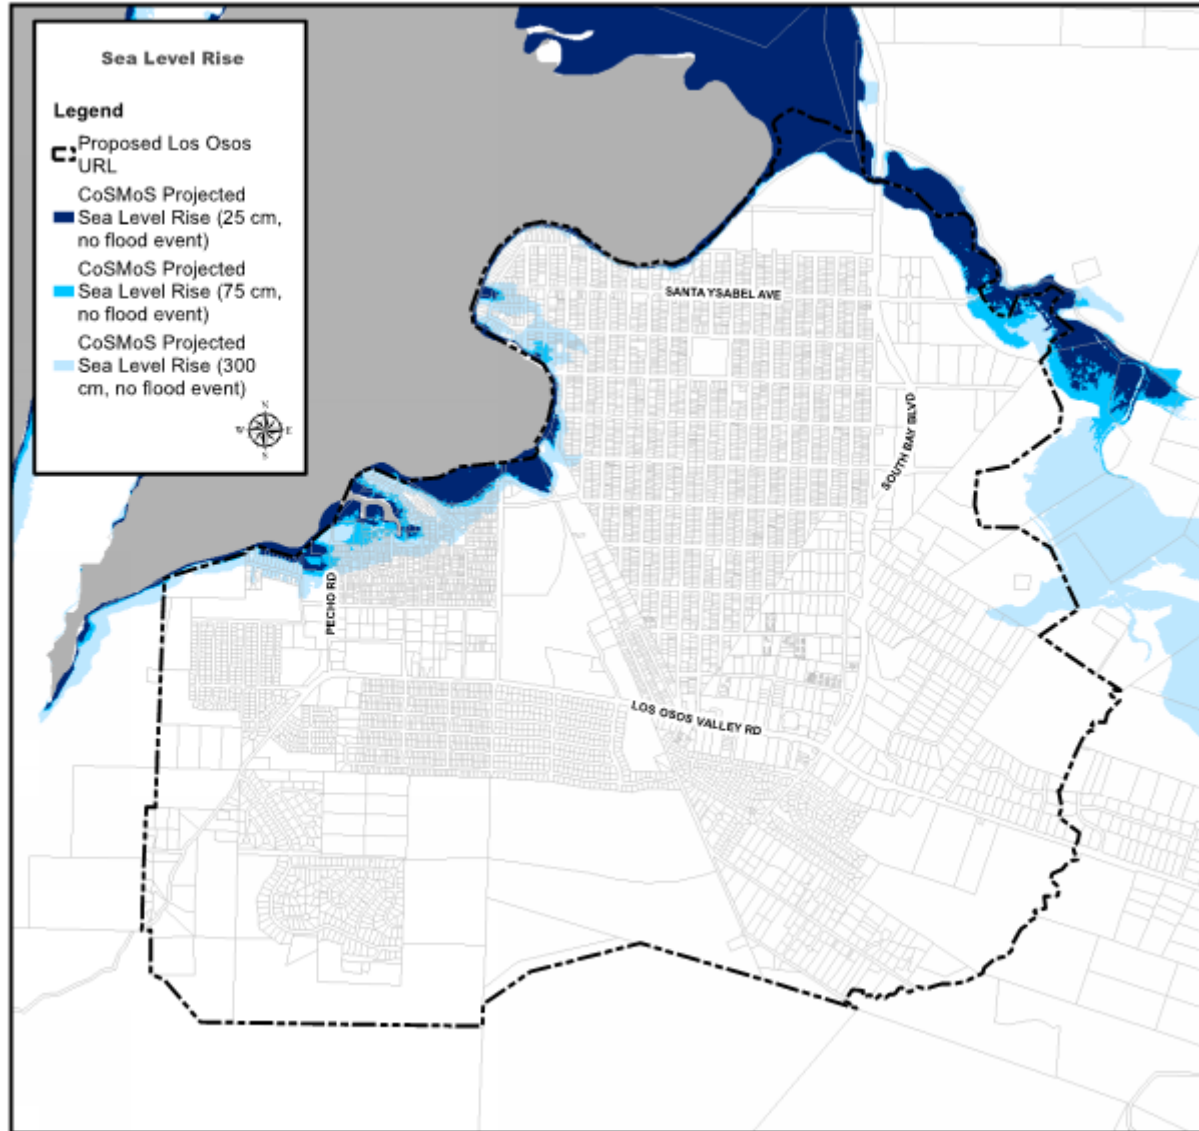 Sea Level Rise
Legend
Proposed Los Osos
URL
CoSMoS Projected
Sea Level Rise (25 cm,
no flood event)
CoSMoS Projected
Sea Level Rise (75 cm,
no flood event)
CoSMoS Projected
Sea Level Rise (300
cm, no flood event)
N
W E
S
SANTA YSABEL AVE
SOUTH BAY BLVD
PECHO RD
LOS OSOS VALLEY RD